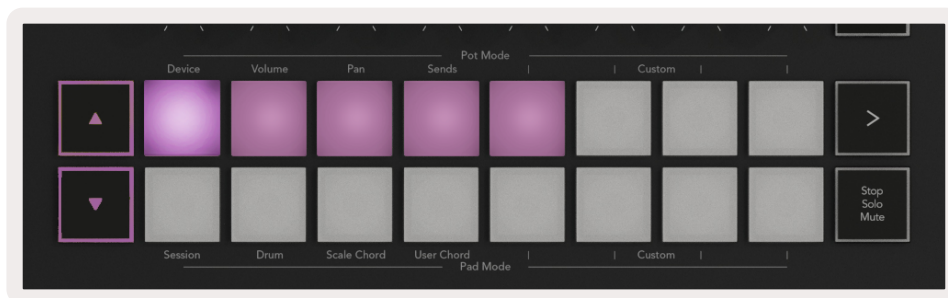 Pot Mode
Device Volume Pan Sends Custom
>
Stop
Solo
Mute
Session Drum Scale Chord User Chord Custom
Pad Mode